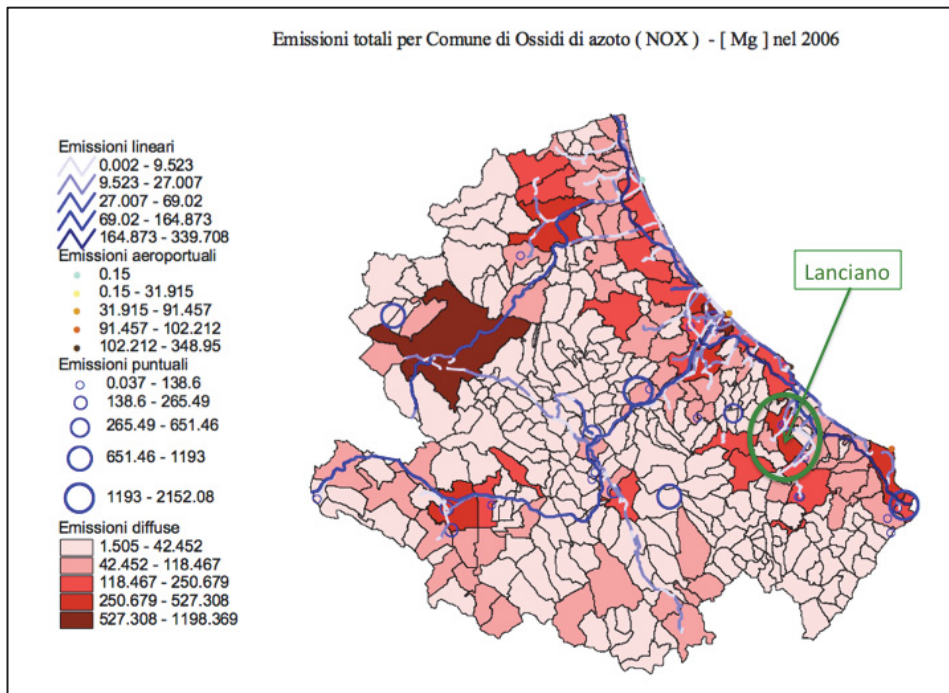 Emissioni totali per Comune di Ossidi di azoto ( NOX ) - [ Mg ] nel 2006
Emissioni lineari
0.002 - 9.523
9.523 - 27.007
27.007 - 69.02
69.02 - 164.873
164.873 - 339.708
Emissioni aeroportuali
0.15
0.15 - 31.915
31.915 - 91.457
91.457 - 102.212
102.212 - 348.95
Emissioni puntuali
0.037 - 138.6
138.6 - 265.49
265.49 - 651.46
651.46 - 1193
1193 - 2152.08
Emissioni diffuse
1.505 - 42.452
42.452 - 118.467
118.467 - 250.679
250.679 - 527.308
527.308 - 1198.369
Lanciano